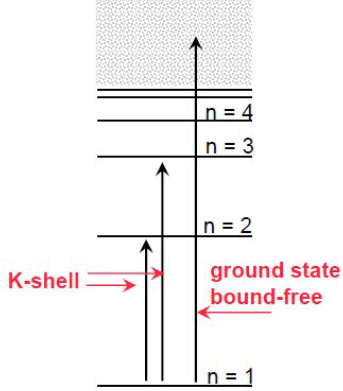 n = 4
n = 3
n = 2
K-shell
ground state
bound-free
n = 1